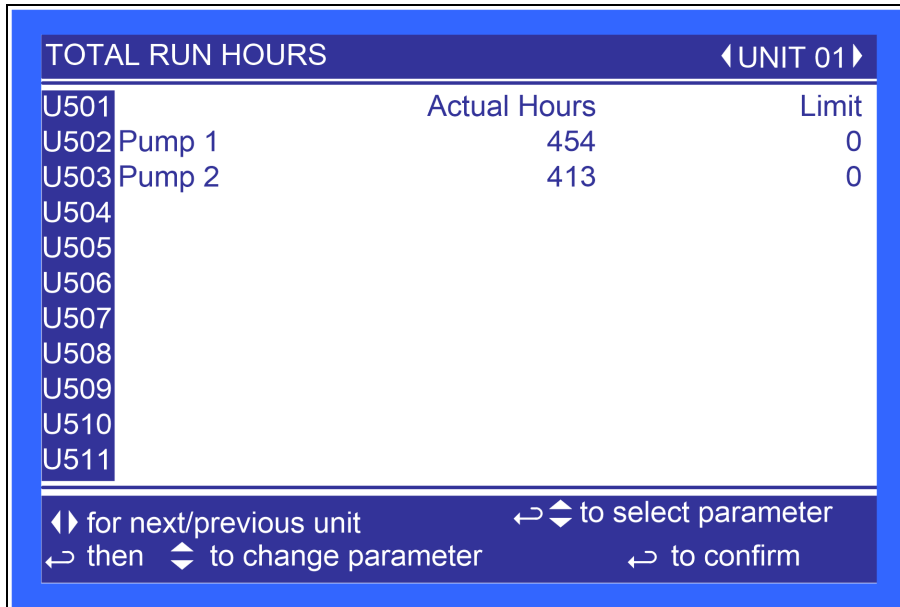 TOTAL RUN HOURS UNIT 01
U501 Actual Hours Limit
U502 Pump 1 454 0
U503 Pump 2 413 0
U504
U505
U506
U507
U508
U509
U510
U511
for next/previous unit to select parameter
then to change parameter to confirm